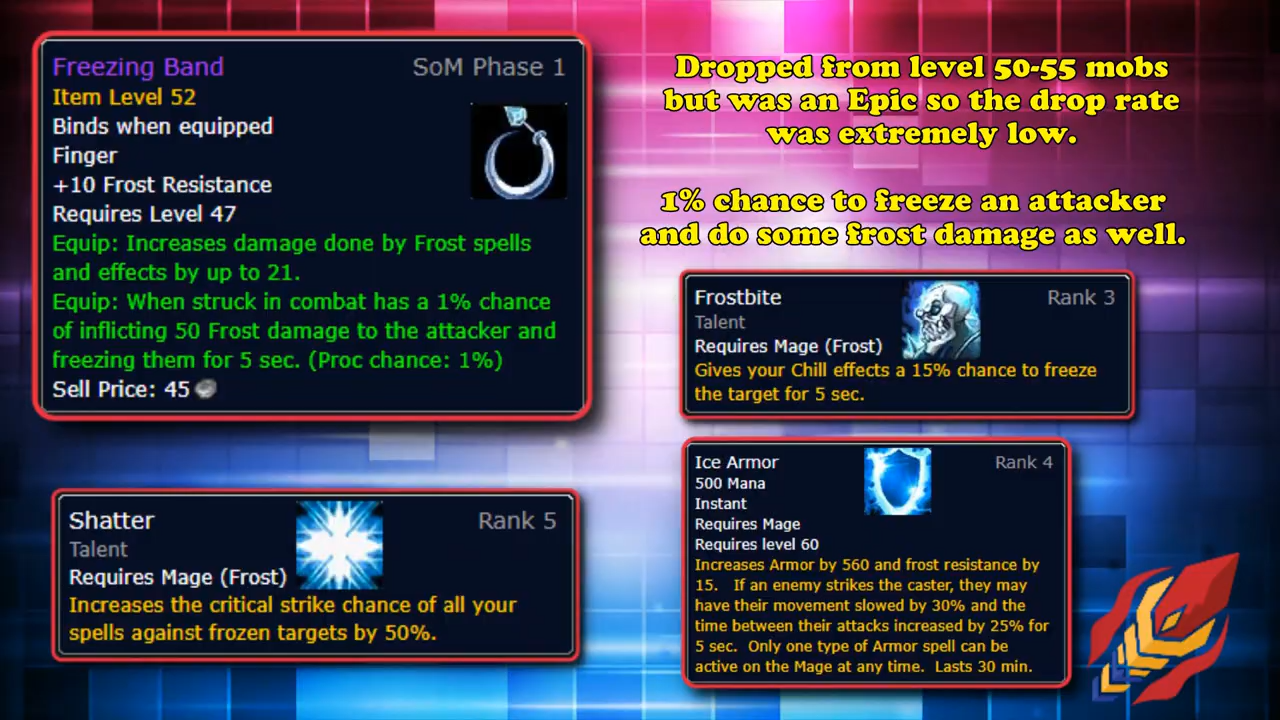 Freezing Band SoM Phase 1
Item Level 52
Binds when equipped
Finger
+10 Frost Resistance
Requires Level 47
Equip: Increases damage done by Frost spells
and effects by up to 21.
Equip: When struck in combat has a 1% chance
of inflicting 50 Frost damage to the attacker and
freezing them for 5 sec. (Proc chance: 1%)
Sell Price: 45
Dropped from level 50-55 mobs
but was an Epic so the drop rate
was extremely low.
1% chance to freeze an attacker
and do some frost damage as well.
Frostbite Rank 3
Talent
Requires Mage (Frost)
Gives your Chill effects a 15% chance to freeze
the target for 5 sec.
Shatter Rank 5
Talent
Requires Mage (Frost)
Increases the critical strike chance of all your
spells against frozen targets by 50%.
Ice Armor Rank 4
500 Mana
Instant
Requires Mage
Requires level 60
Increases Armor by 560 and frost resistance by
15. If an enemy strikes the caster, they may
have their movement slowed by 30% and the
time between their attacks increased by 25% for
5 sec. Only one type of Armor spell can be
active on the Mage at any time. Lasts 30 min.